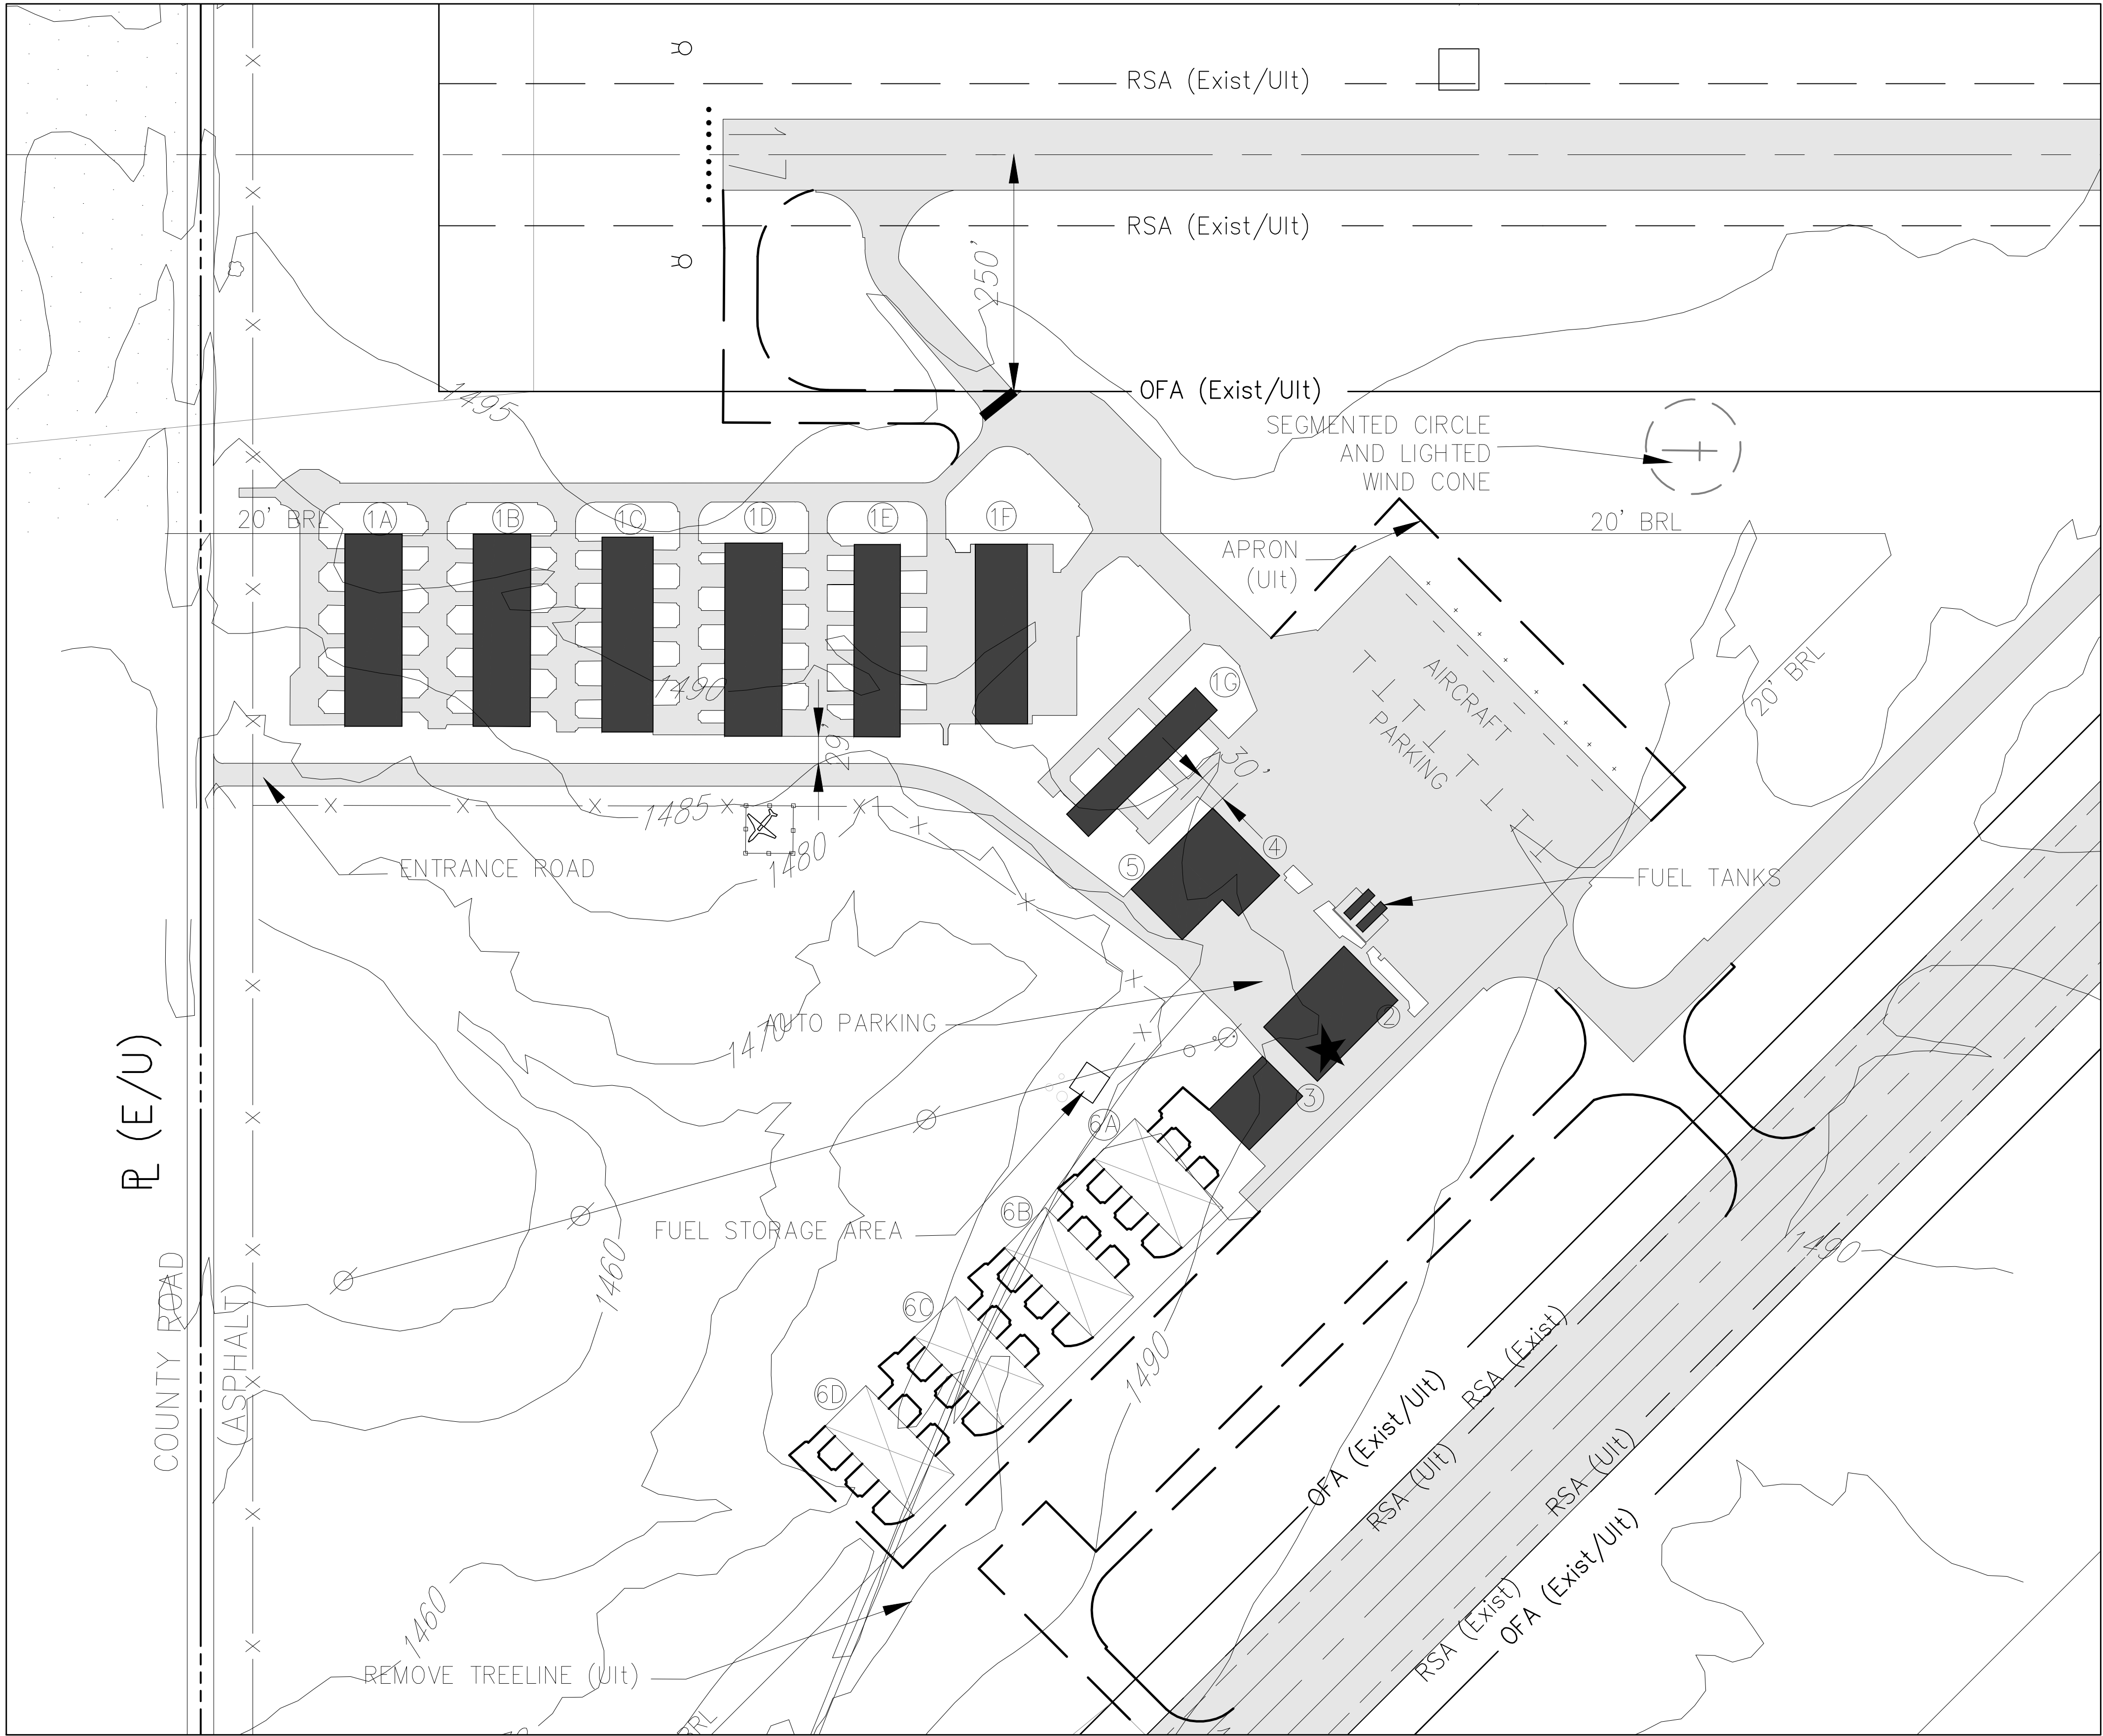 RSA (Exist/Ult)
17
RSA (Exist/Ult)
250'
OFA (Exist/Ult)
1495
SEGMENTED CIRCLE
AND LIGHTED
WIND CONE
20' BRL
1A
1B
1C
1D
1E
1F
20' BRL
APRON
(Ult)
1G
AIRCRAFT
PARKING
20' BRL
1490
29'
30'
1485
1480
ENTRANCE ROAD
5
4
FUEL TANKS
AUTO PARKING
1470
2
3
PL (E/U)
6A
6B
FUEL STORAGE AREA
1460
1490
COUNTY ROAD
(ASPHALT)
6C
6D
1490
OFA (Exist/Ult)
RSA (Exist)
RSA (Ult)
RSA (Ult)
RSA (Exist)
OFA (Exist/Ult)
1460
REMOVE TREELINE (Ult)
BRL